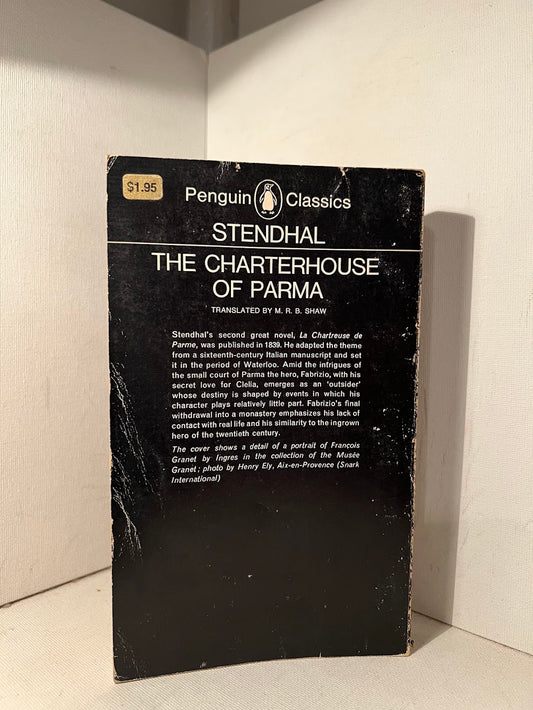 $1.95
Penguin Classics
STENDHAL
THE CHARTERHOUSE
OF PARMA
TRANSLATED BY M. R. B. SHAW
Stendhal's second great novel, La Chartreuse de
Parme, was published in 1839. He adapted the theme
from a sixteenth-century Italian manuscript and set
it in the period of Waterloo. Amid the intrigues of
the small court of Parma the hero, Fabrizio, with his
secret love for Clelia, emerges as an 'outsider'
whose destiny is shaped by events in which his
character plays relatively little part. Fabrizio's final
withdrawal into a monastery emphasizes his lack of
contact with real life and his similarity to the ingrown
hero of the twentieth century.
The cover shows a detail of a portrait of François
Granet by Ingres in the collection of the Musée
Granet; photo by Henry Ely, Aix-en-Provence (Snark
International)